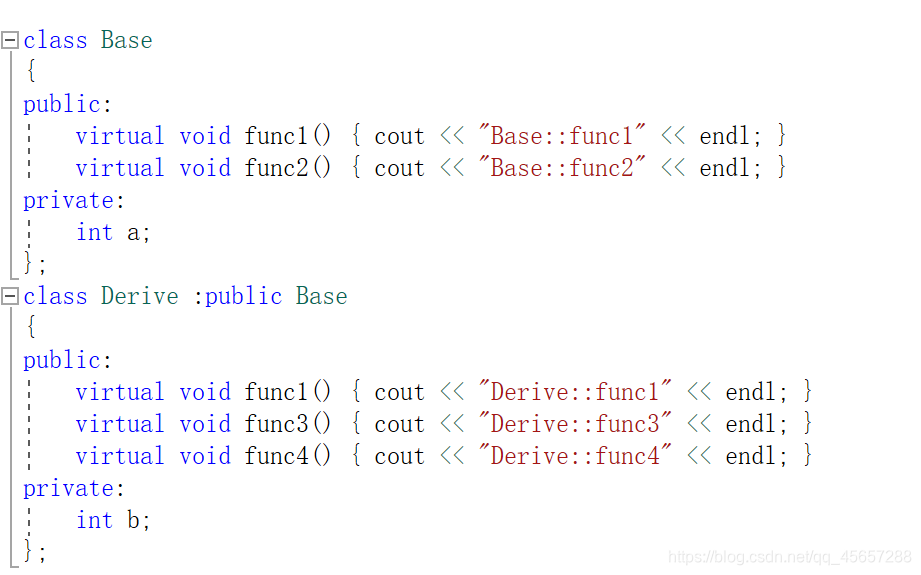 class Base
{
public:
    virtual void func1() { cout << "Base::func1" << endl; }
    virtual void func2() { cout << "Base::func2" << endl; }
private:
    int a;
};
class Derive :public Base
{
public:
    virtual void func1() { cout << "Derive::func1" << endl; }
    virtual void func3() { cout << "Derive::func3" << endl; }
    virtual void func4() { cout << "Derive::func4" << endl; }
private:
    int b;
};
https://blog.csdn.net/qq_45657288